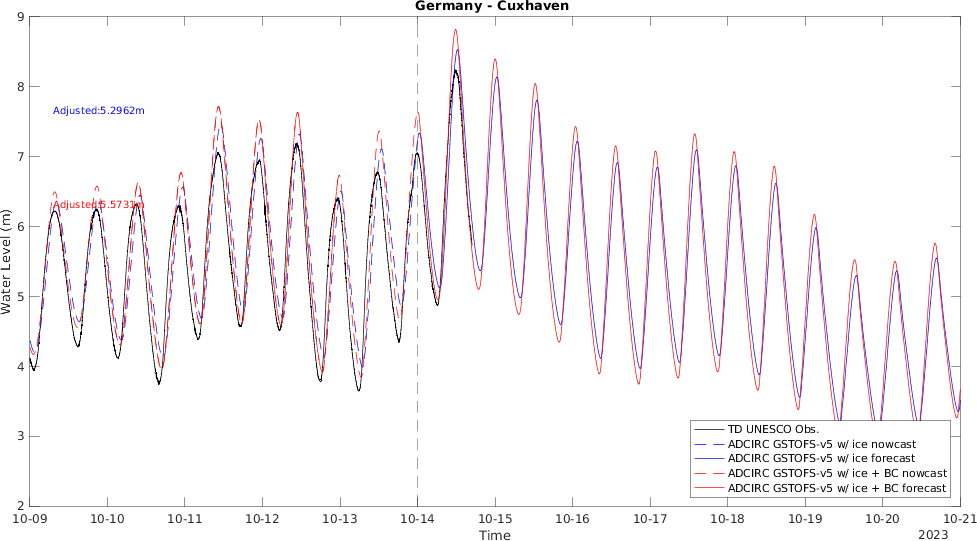 Germany - Cuxhaven
Water Level (m)
9
8
7
6
5
4
3
2
Adjusted:5.2962m
Adjusted:5.5731m
TD UNESCO Obs.
ADCIRC GSTOFS-v5 w/ ice nowcast
ADCIRC GSTOFS-v5 w/ ice forecast
ADCIRC GSTOFS-v5 w/ ice + BC nowcast
ADCIRC GSTOFS-v5 w/ ice + BC forecast
10-09 10-10 10-11 10-12 10-13 10-14 10-15 10-16 10-17 10-18 10-19 10-20 10-21
Time
2023